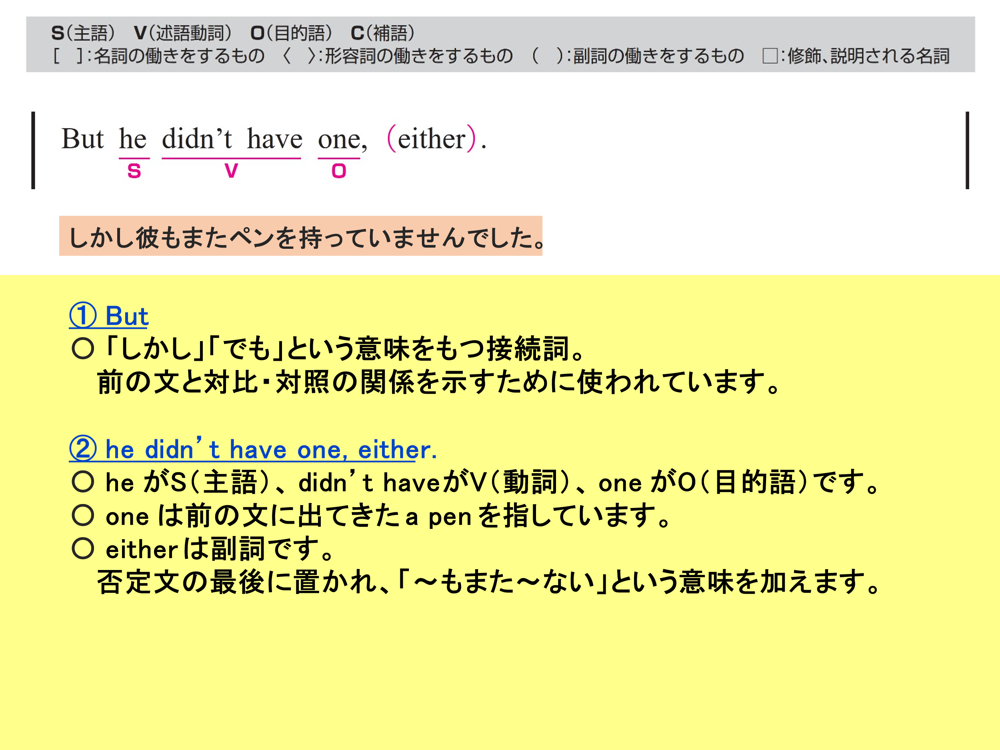 S（主語）　V（述語動詞）　O（目的語）　C（補語）
［　］：名詞の働きをするもの　〈　〉：形容詞の働きをするもの　（　）：副詞の働きをするもの　□：修飾、説明される名詞
But he didn’t have one, (either).
S V O
しかし彼もまたペンを持っていませんでした。
① But
○ 「しかし」「でも」という意味をもつ接続詞。
前の文と対比・対照の関係を示すために使われています。
② he didn’t have one, either.
○ he がS（主語）、didn’t haveがV（動詞）、one がO（目的語）です。
○ one は前の文に出てきたa penを指しています。
○ eitherは副詞です。
否定文の最後に置かれ、「～もまた～ない」という意味を加えます。